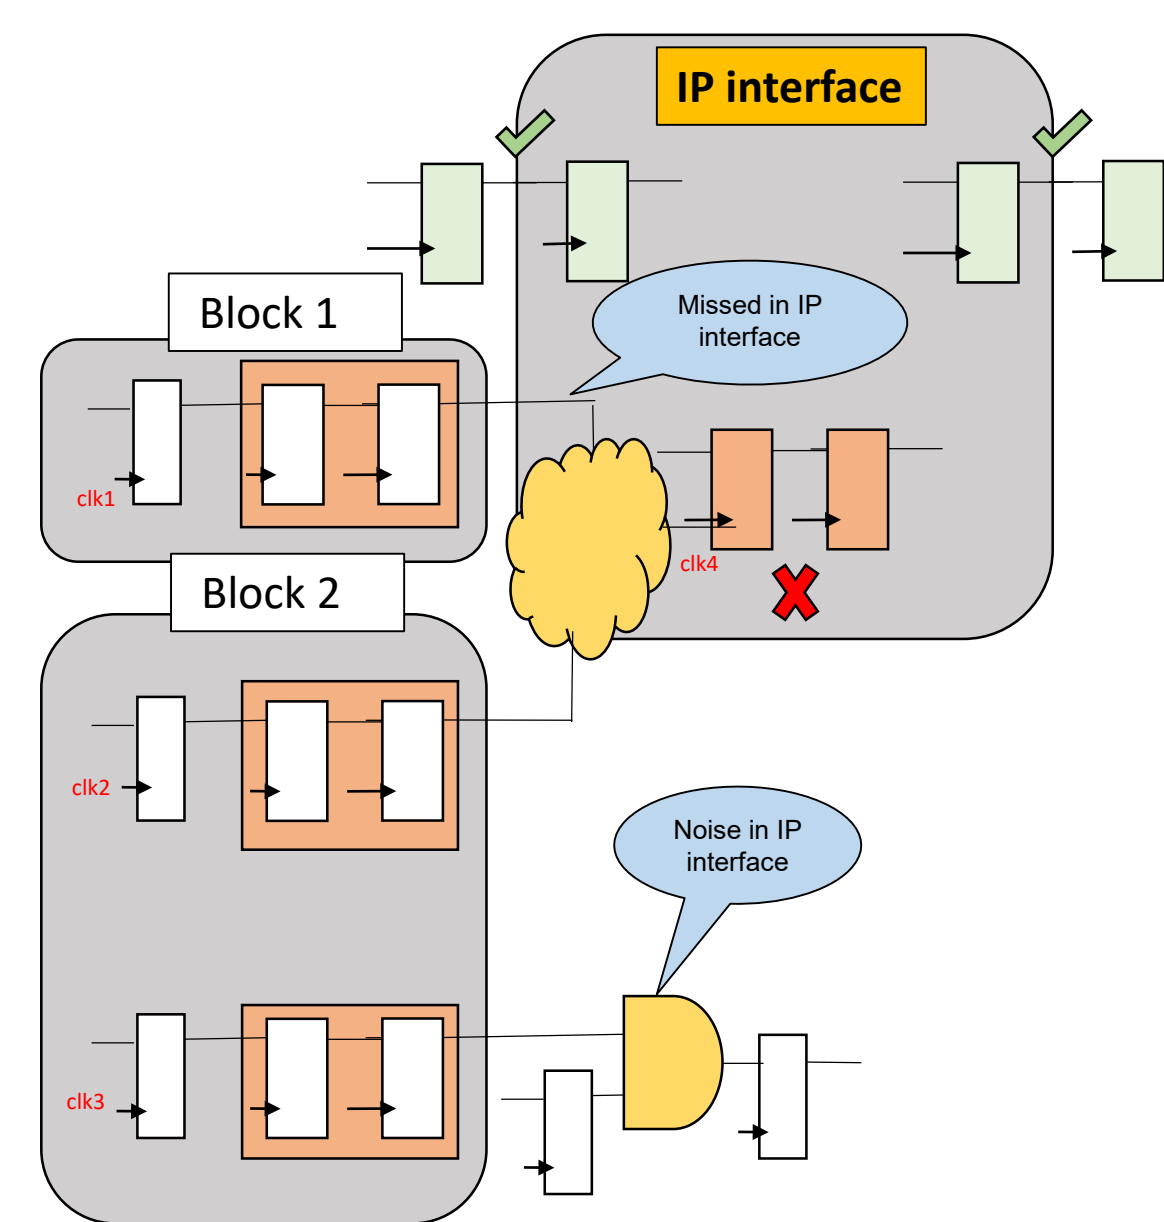 IP interface
Missed in IP
interface
Block 1
clk1
clk4
Block 2
clk2
Noise in IP
interface
clk3